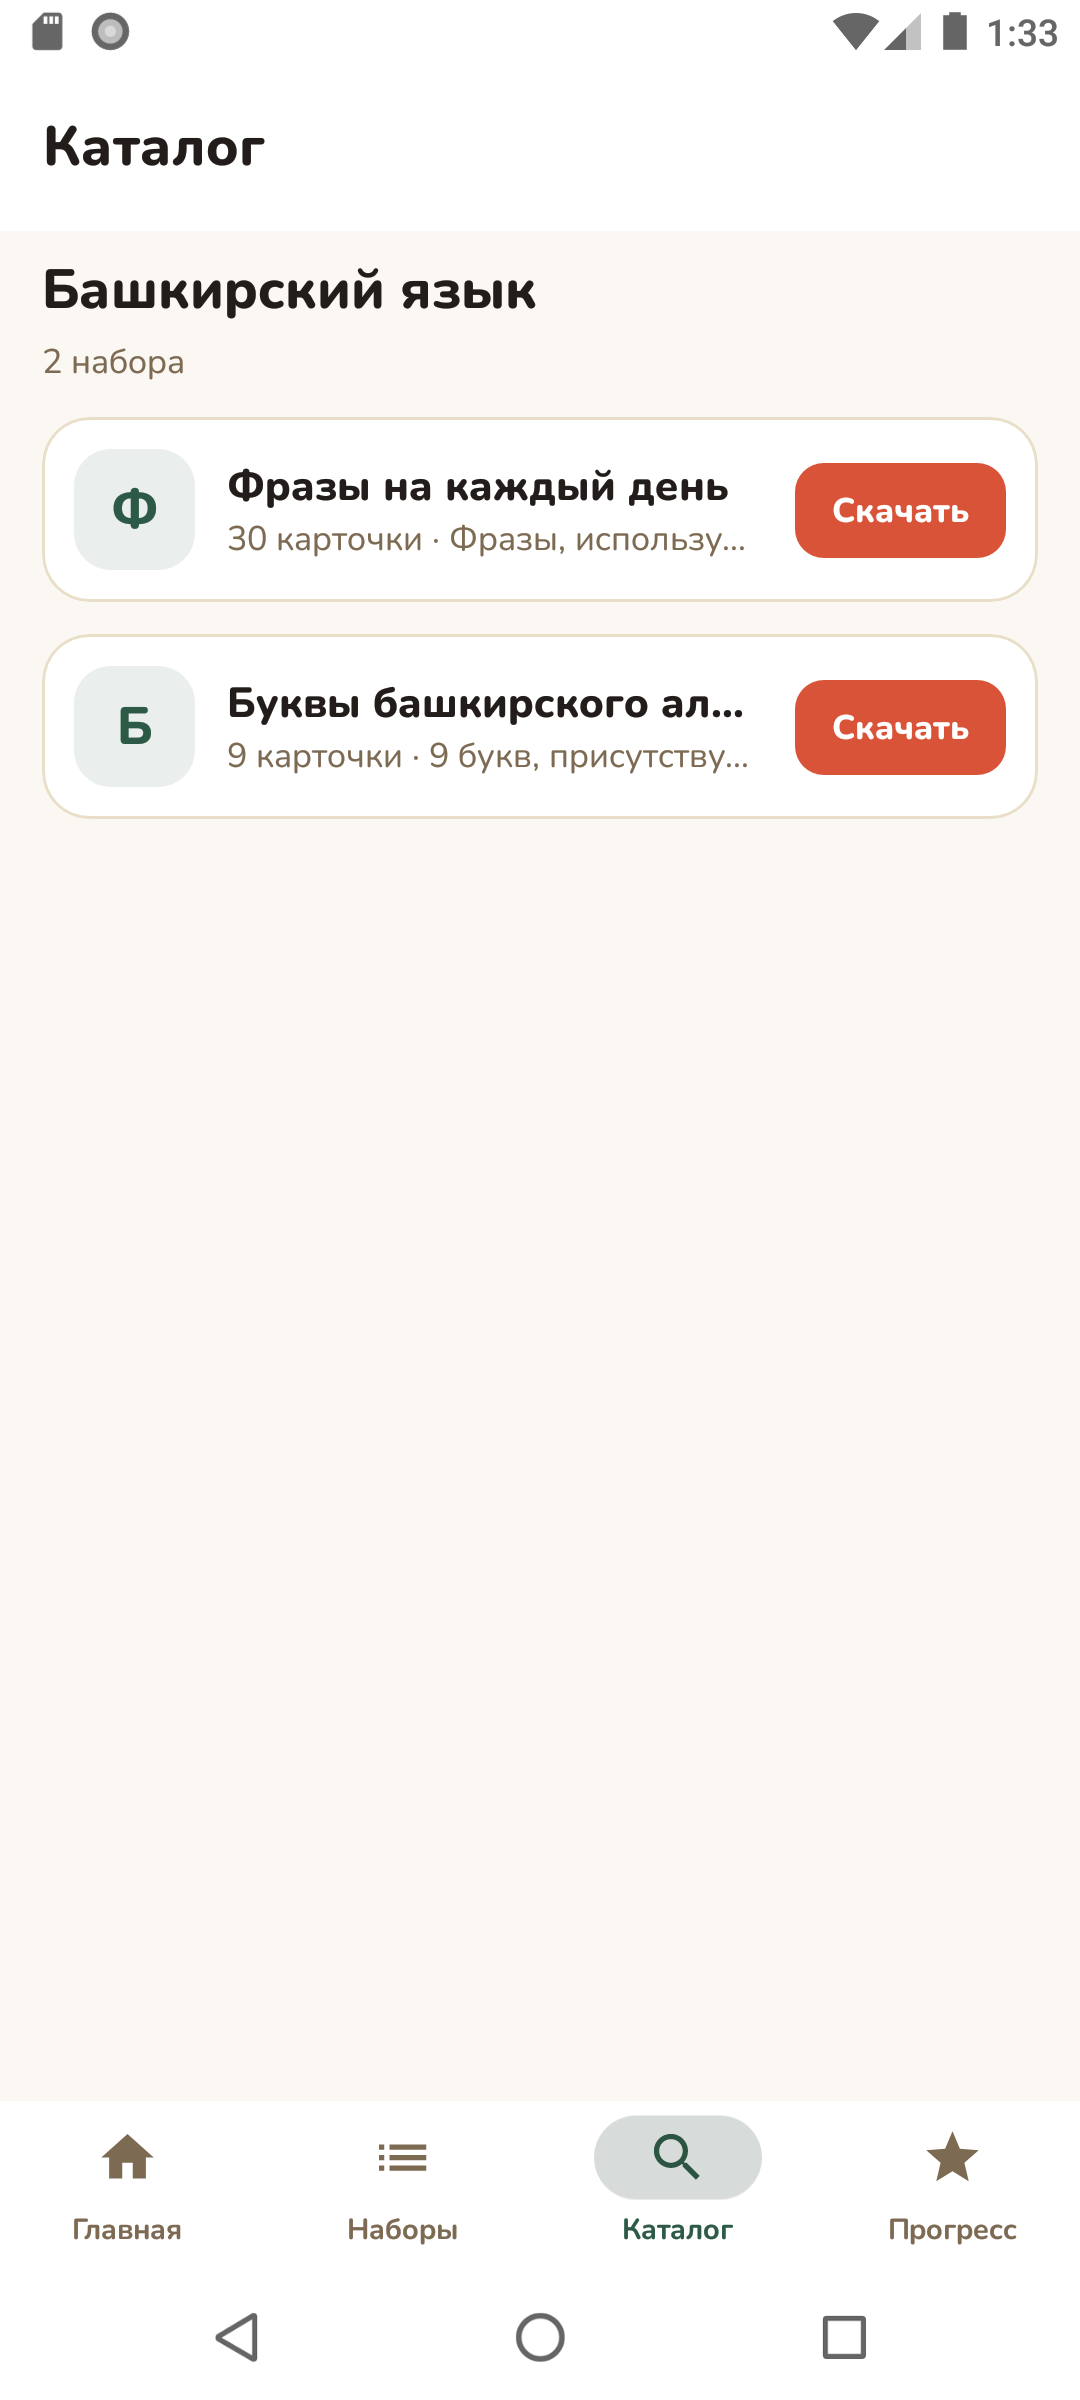 1:33
Каталог
Башкирский язык
2 набора
Ф
Фразы на каждый день
30 карточки · Фразы, использу...
Скачать
Б
Буквы башкирского ал...
9 карточки · 9 букв, присутству...
Скачать
Главная
Наборы
Каталог
Прогресс